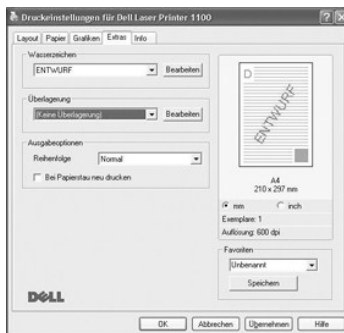 Druckeinstellungen für Dell Laser Printer 1100
Layout Papier Grafiken Extras Info
Wasserzeichen
ENTWURF Bearbeiten
Überlagerung
(Keine Überlagerung) Bearbeiten
Ausgabeoptionen
Reihenfolge Normal
Bei Papierstau neu drucken
D
ENTWURF
A4
210 x 297 mm
mm inch
Exemplare: 1
Auflösung: 600 dpi
Favoriten
Unbenannt
Speichern
DELL
OK Abbrechen Übernehmen Hilfe